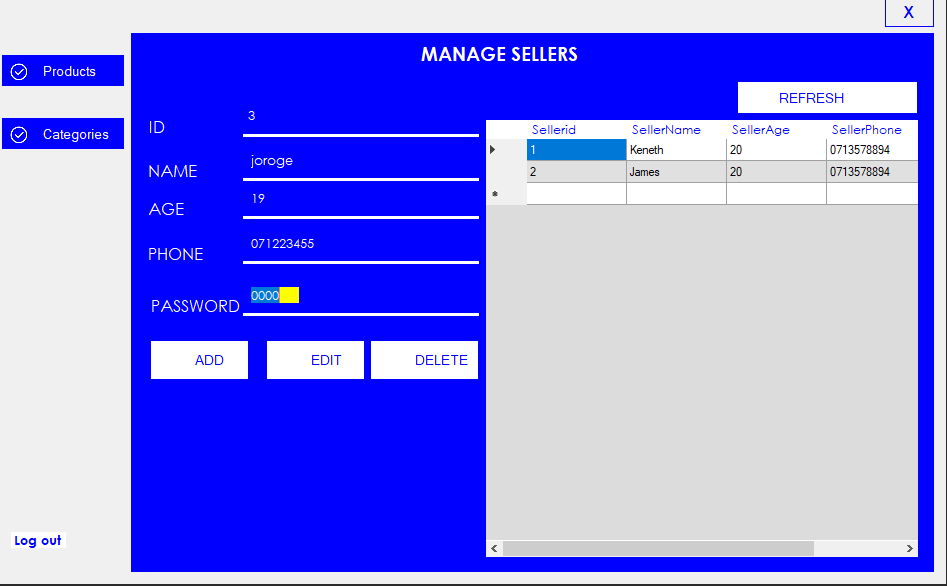 X
MANAGE SELLERS
Products
REFRESH
ID 3
Sellerid SellerName SellerAge SellerPhone
Categories
1 Keneth 20 0713578894
NAME joroge
2 James 20 0713578894
AGE 19
PHONE 071223455
PASSWORD 0000
ADD EDIT DELETE
Log out